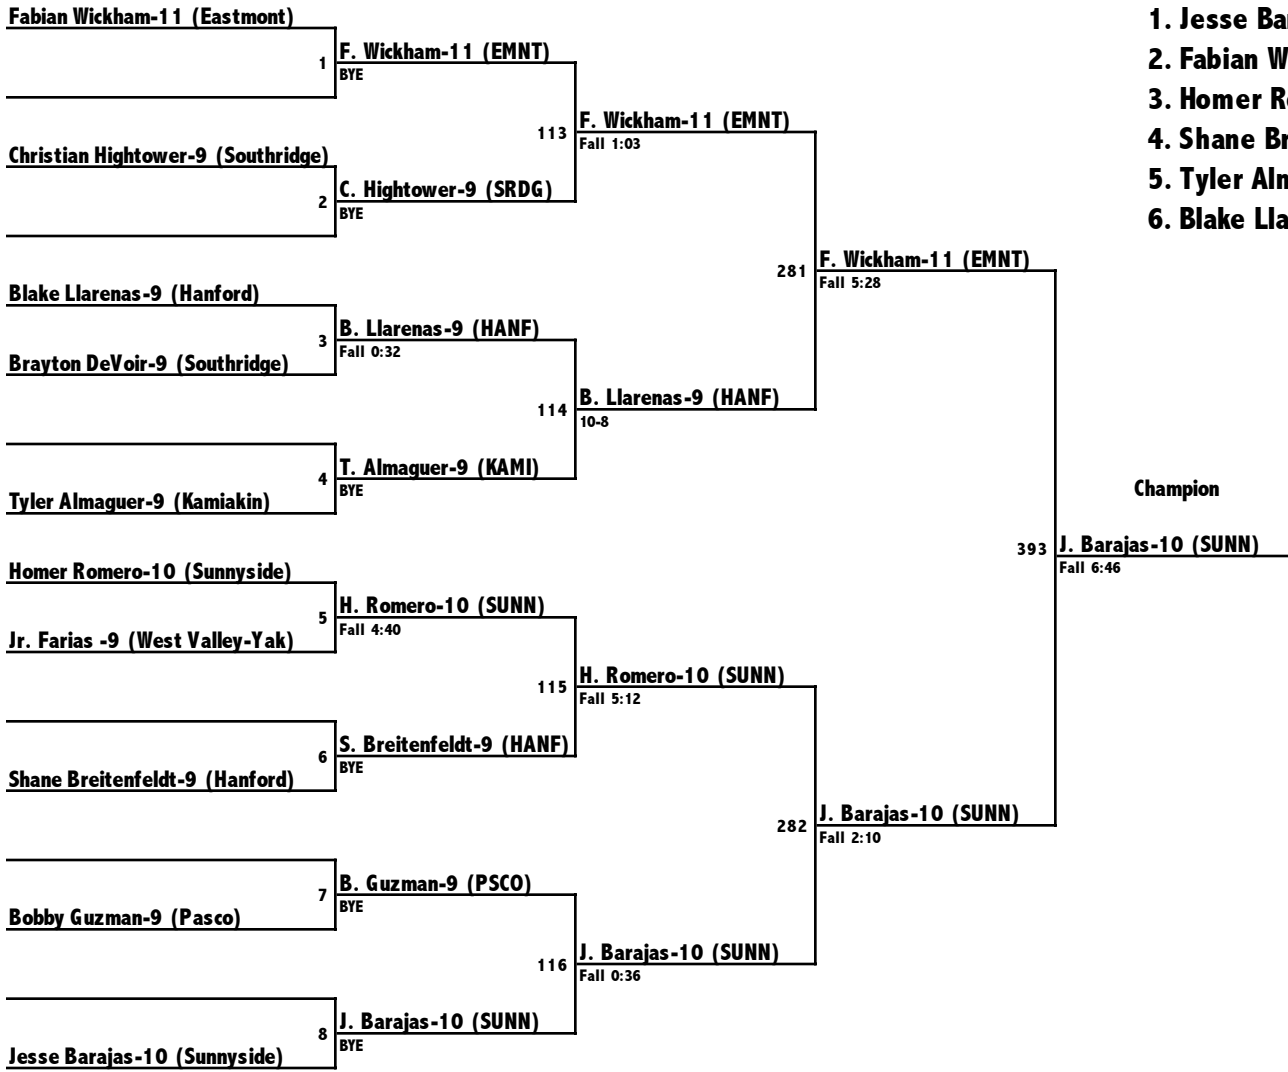 Fabian Wickham-11 (Eastmont)
1
F. Wickham-11 (EMNT)
BYE
Christian Hightower-9 (Southridge)
2
C. Hightower-9 (SRDG)
BYE
113
F. Wickham-11 (EMNT)
Fall 1:03
Blake Llarenas-9 (Hanford)
Brayton DeVoir-9 (Southridge)
3
B. Llarenas-9 (HANF)
Fall 0:32
Tyler Almaguer-9 (Kamiakin)
4
T. Almaguer-9 (KAMI)
BYE
114
B. Llarenas-9 (HANF)
10-8
281
F. Wickham-11 (EMNT)
Fall 5:28
Homer Romero-10 (Sunnyside)
Jr. Farias -9 (West Valley-Yak)
5
H. Romero-10 (SUNN)
Fall 4:40
Shane Breitenfeldt-9 (Hanford)
6
S. Breitenfeldt-9 (HANF)
BYE
115
H. Romero-10 (SUNN)
Fall 5:12
Bobby Guzman-9 (Pasco)
7
B. Guzman-9 (PSCO)
BYE
Jesse Barajas-10 (Sunnyside)
8
J. Barajas-10 (SUNN)
BYE
116
J. Barajas-10 (SUNN)
Fall 0:36
282
J. Barajas-10 (SUNN)
Fall 2:10
393
Champion
J. Barajas-10 (SUNN)
Fall 6:46
1. Jesse
2. Fabian
3. Homer
4. Shane
5. Tyler
6. Blake